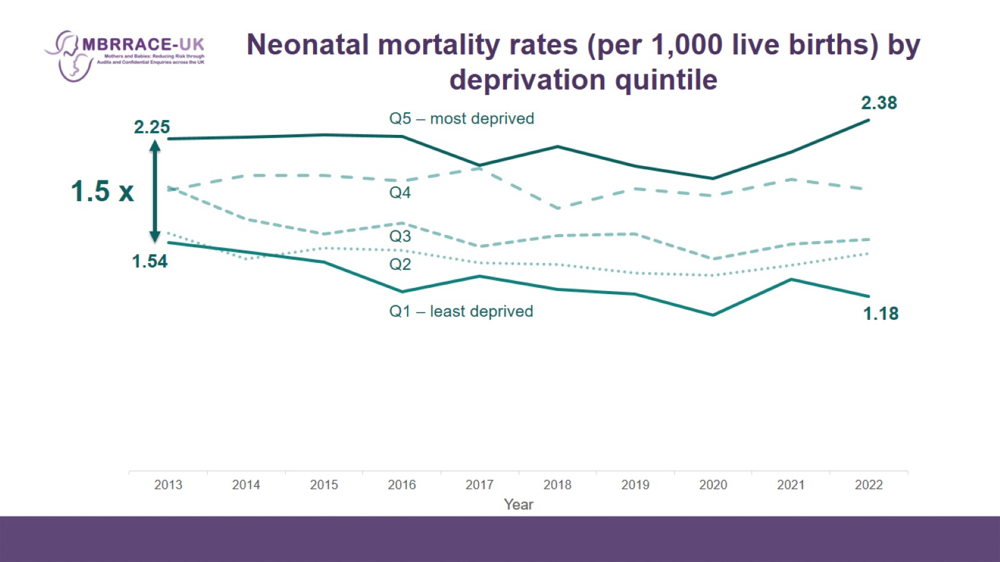 MBRRACE-UK
Mothers and Babies: Reducing Risk through
Audits and Confidential Enquiries across the UK
Neonatal mortality rates (per 1,000 live births) by
deprivation quintile
2.38
Q5 – most deprived
2.25
1.5 x
Q4
Q3
1.54
Q2
Q1 – least deprived
1.18
2013 2014 2015 2016 2017 2018 2019 2020 2021 2022
Year